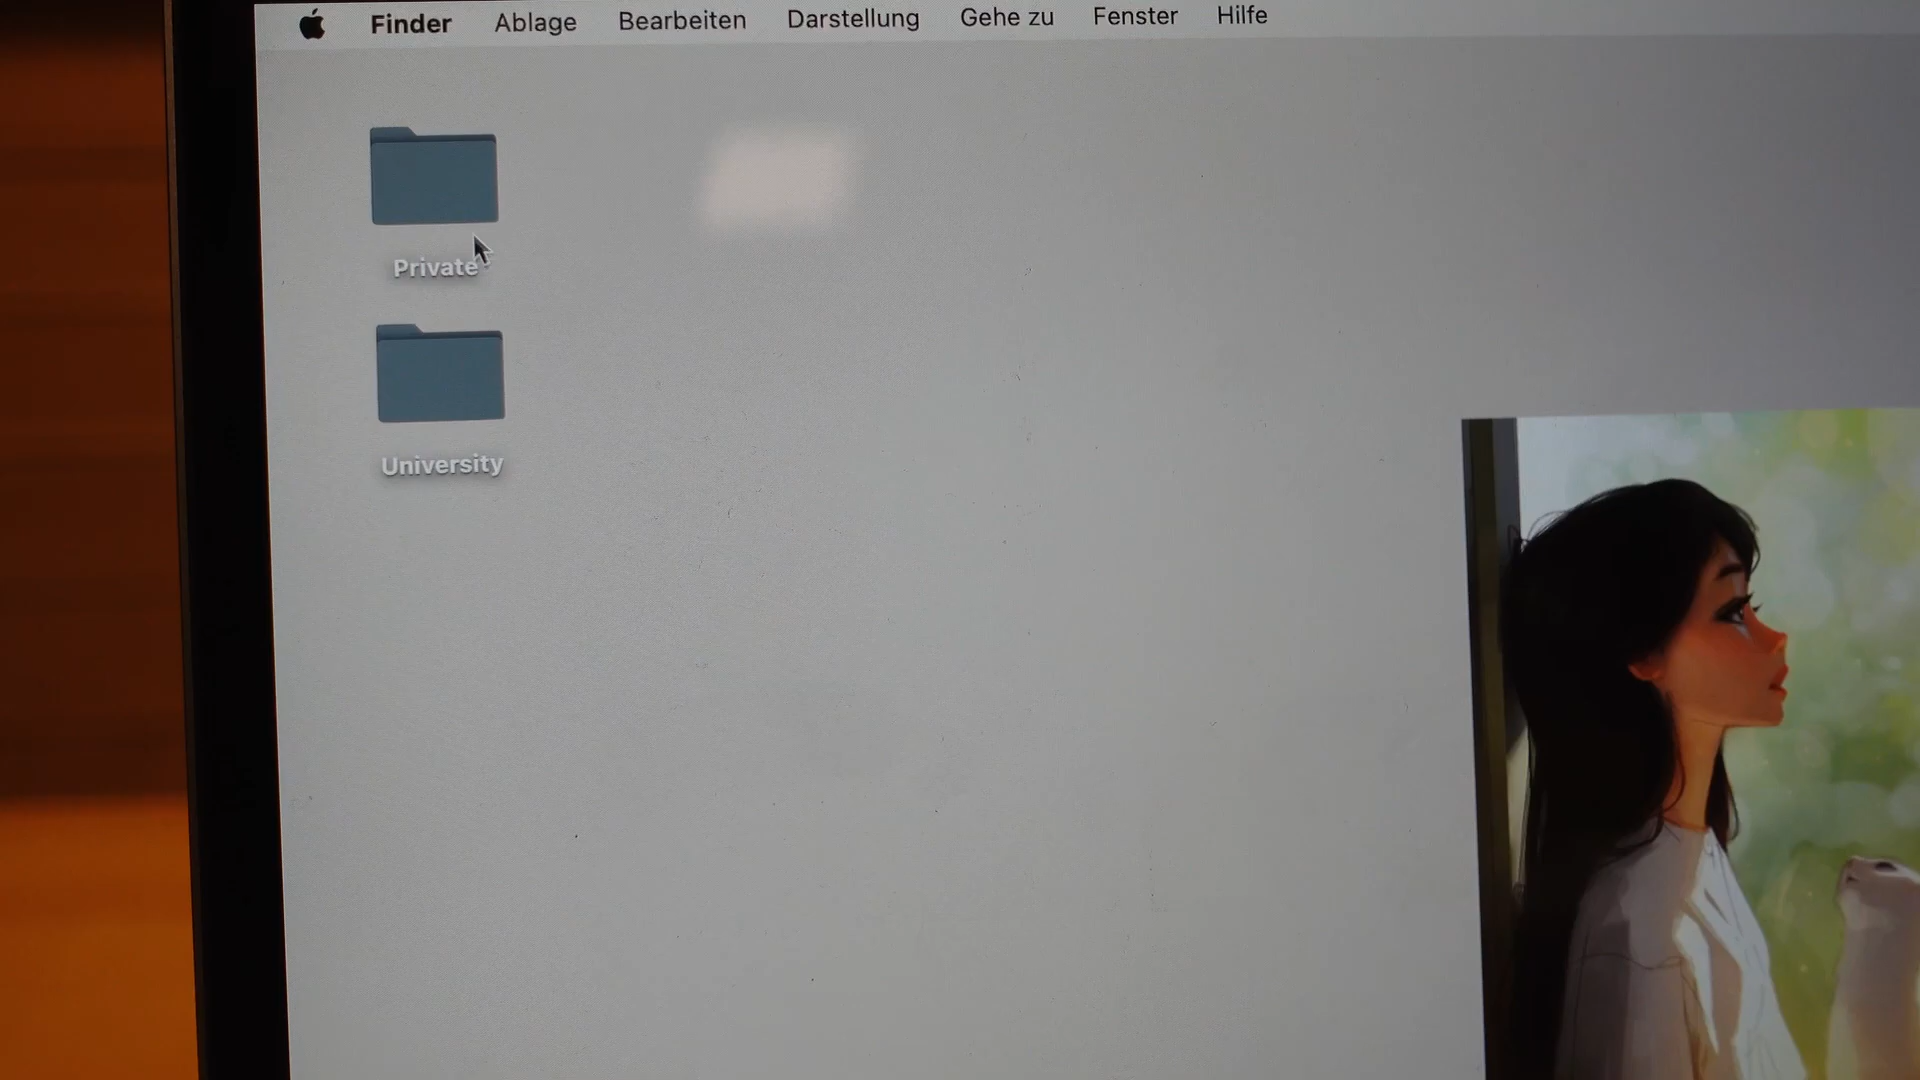 Finder Ablage Bearbeiten Darstellung Gehe zu Fenster Hilfe
Private
University